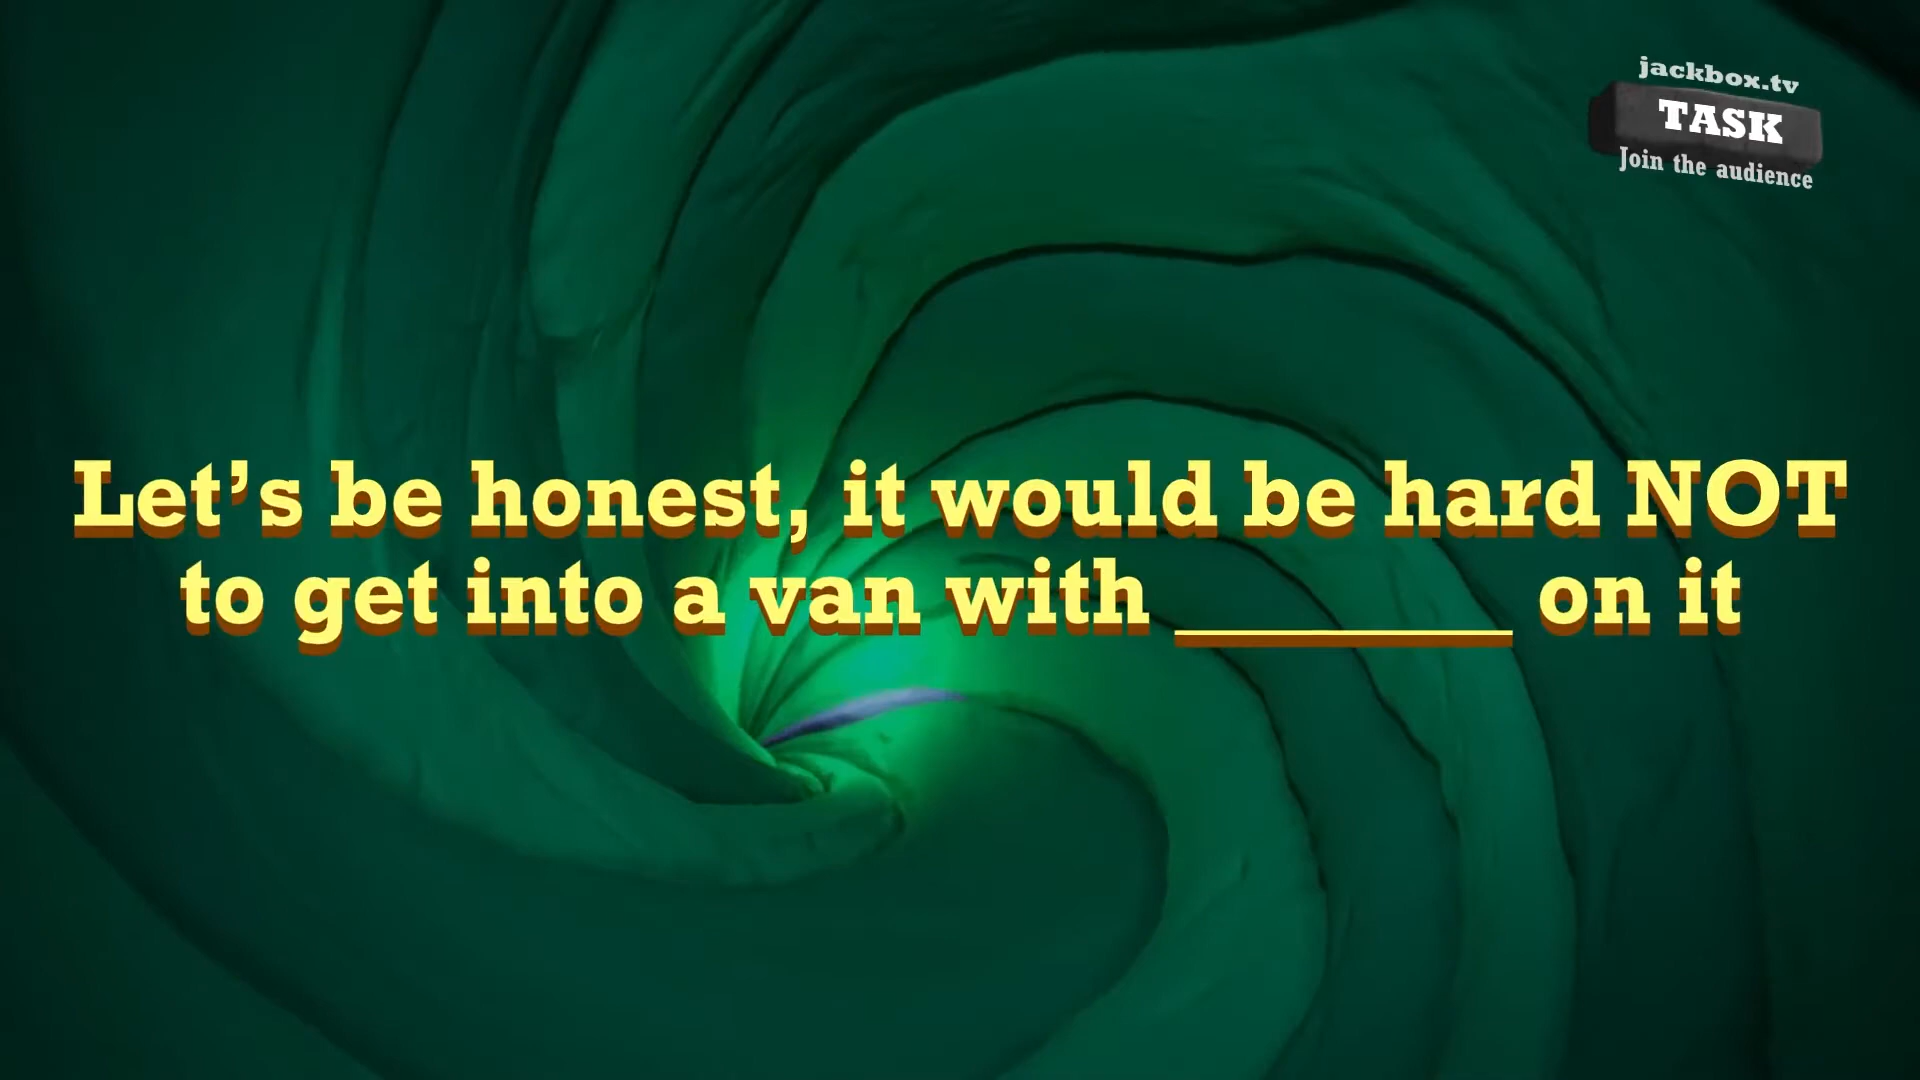 jackbox.tv
TASK
Join the audience
Let's be honest, it would be hard NOT
to get into a van with ________ on it